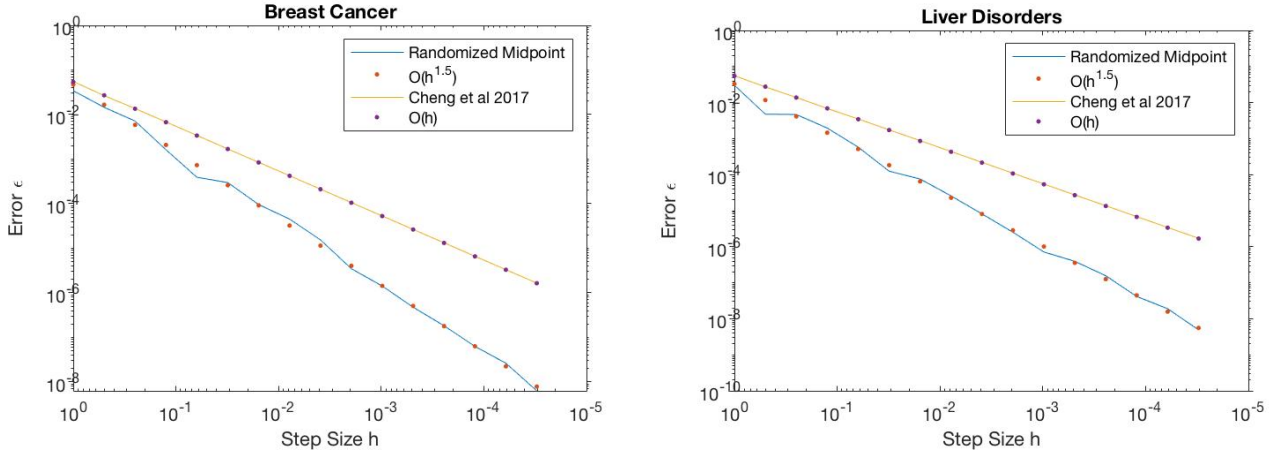 Breast Cancer
10^0
10^-2
10^-4
10^-6
10^-8
Error ϵ
Randomized Midpoint
O(h^1.5)
Cheng et al 2017
O(h)
10^0
10^-1
10^-2
10^-3
10^-4
10^-5
Step Size h
Liver Disorders
10^0
10^-2
10^-4
10^-6
10^-8
10^-10
Error ϵ
Randomized Midpoint
O(h^1.5)
Cheng et al 2017
O(h)
10^0
10^-1
10^-2
10^-3
10^-4
10^-5
Step Size h